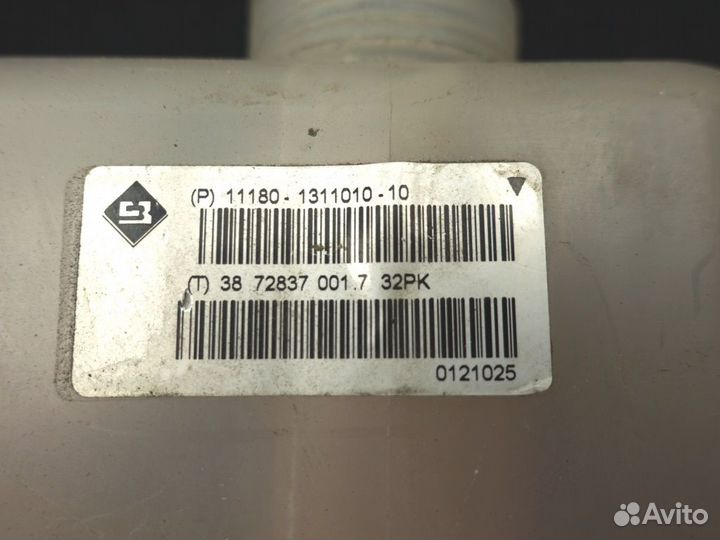 (P) 11180 - 1311010 - 10
(T) 38 72837 001.7 32PK
0121025
Avito